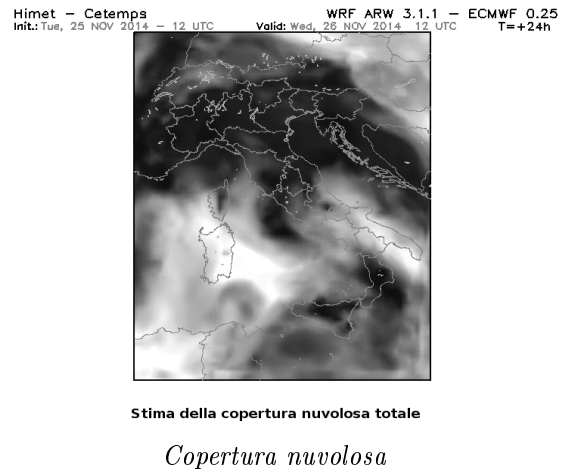 Himet – Cetemps WRF ARW 3.1.1 – ECMWF 0.25
Init.: Tue, 25 NOV 2014 – 12 UTC Valid: Wed, 26 NOV 2014 – 12 UTC T=+24h
Stima della copertura nuvolosa totale
Copertura nuvolosa